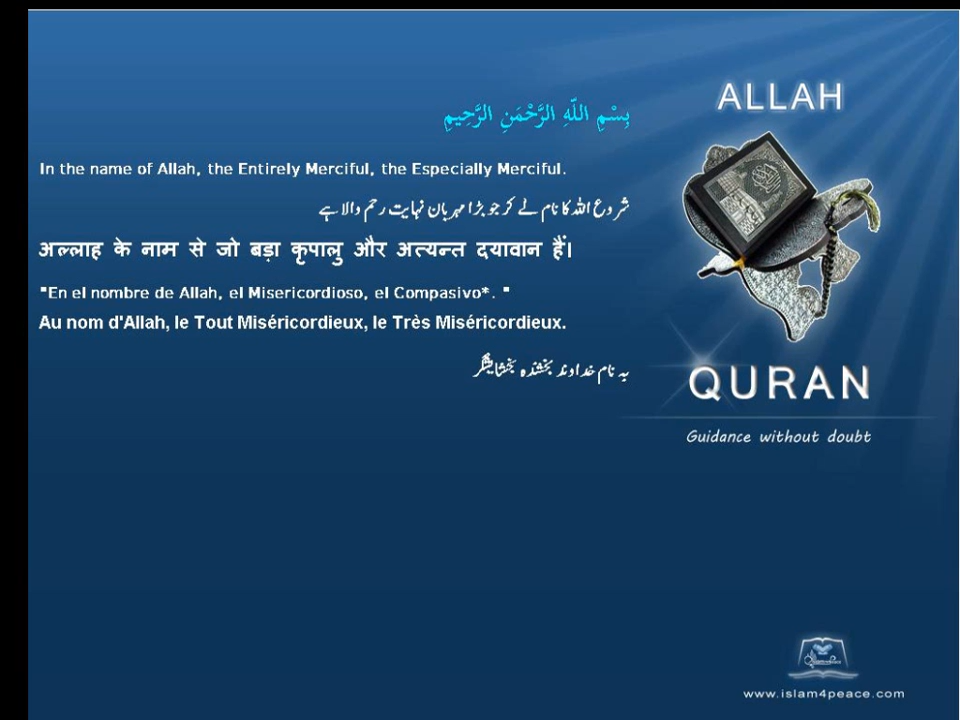 بِسْمِ اللَّهِ الرَّحْمَنِ الرَّحِيمِ
In the name of Allah, the Entirely Merciful, the Especially Merciful.
شروع الله کا نام لے کر جو بڑا مہربان نہایت رحم والا ہے
अल्लाह के नाम से जो बड़ा कृपालु और अत्यन्त दयावान हैं।
"En el nombre de Allah, el Misericordioso, el Compasivo*. "
Au nom d'Allah, le Tout Miséricordieux, le Très Miséricordieux.
به نام خداوند بخشنده بخشایشگر
ALLAH
QURAN
Guidance without doubt
www.islam4peace.com